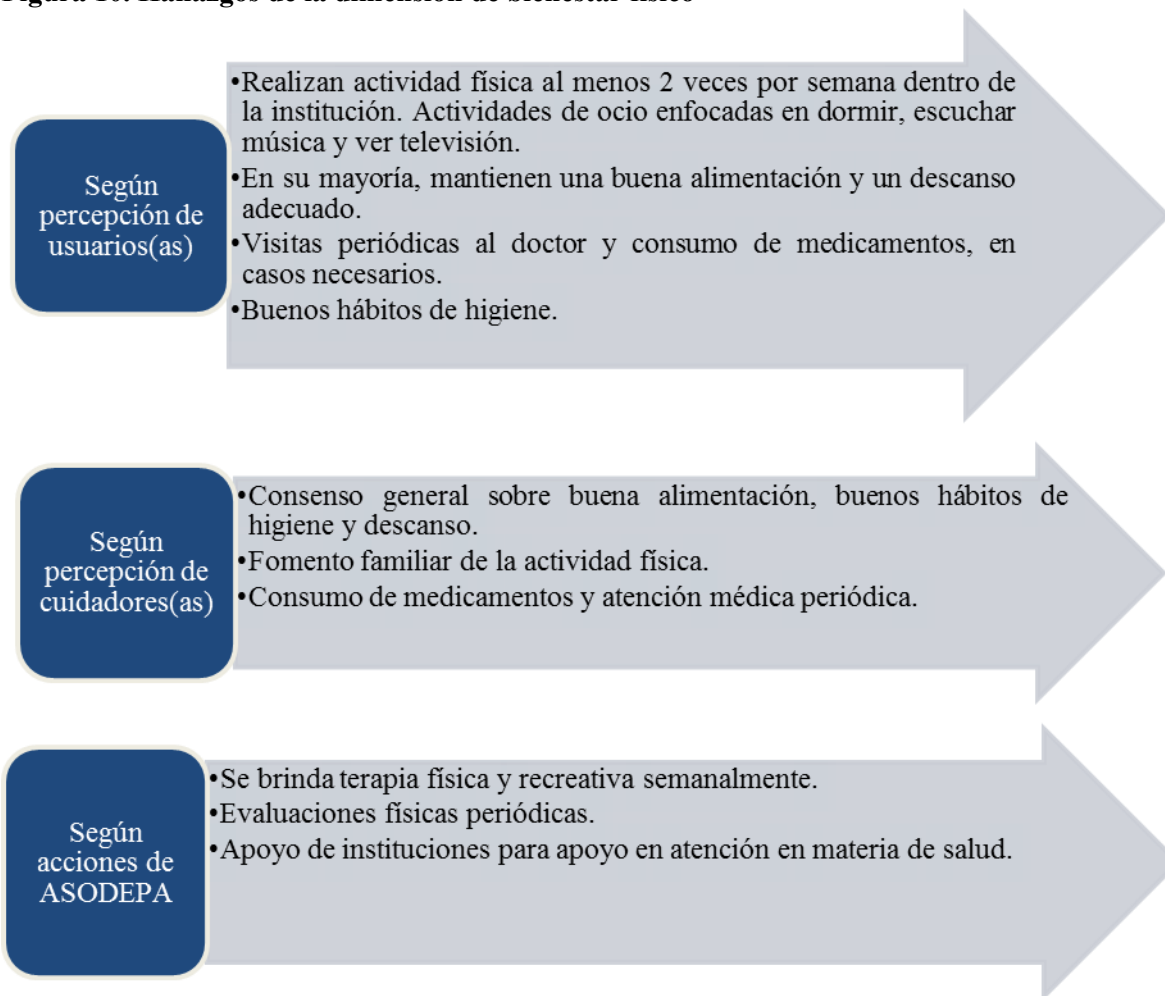 Figura 10. Hallazgos de la dimensión de bienestar físico
Según
percepción de
usuarios(as)
•Realizan actividad física al menos 2 veces por semana dentro de
la institución. Actividades de ocio enfocadas en dormir, escuchar
música y ver televisión.
•En su mayoría, mantienen una buena alimentación y un descanso
adecuado.
•Visitas periódicas al doctor y consumo de medicamentos, en
casos necesarios.
•Buenos hábitos de higiene.
Según
percepción de
cuidadores(as)
•Consenso general sobre buena alimentación, buenos hábitos de
higiene y descanso.
•Fomento familiar de la actividad física.
•Consumo de medicamentos y atención médica periódica.
Según
acciones de
ASODEPA
•Se brinda terapia física y recreativa semanalmente.
•Evaluaciones físicas periódicas.
•Apoyo de instituciones para apoyo en atención en materia de salud.